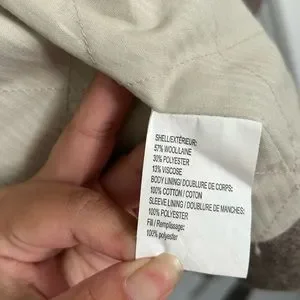 SHELL/EXTÉRIEUR:
57% WOOL/LAINE
30% POLYESTER
13% VISCOSE
BODY LINING/ DOUBLURE DE CORPS:
100% COTTON / COTON
SLEEVE LINING / DOUBLURE DE MANCHES:
100% POLYESTER
Fill / Remplissage:
100% polyester